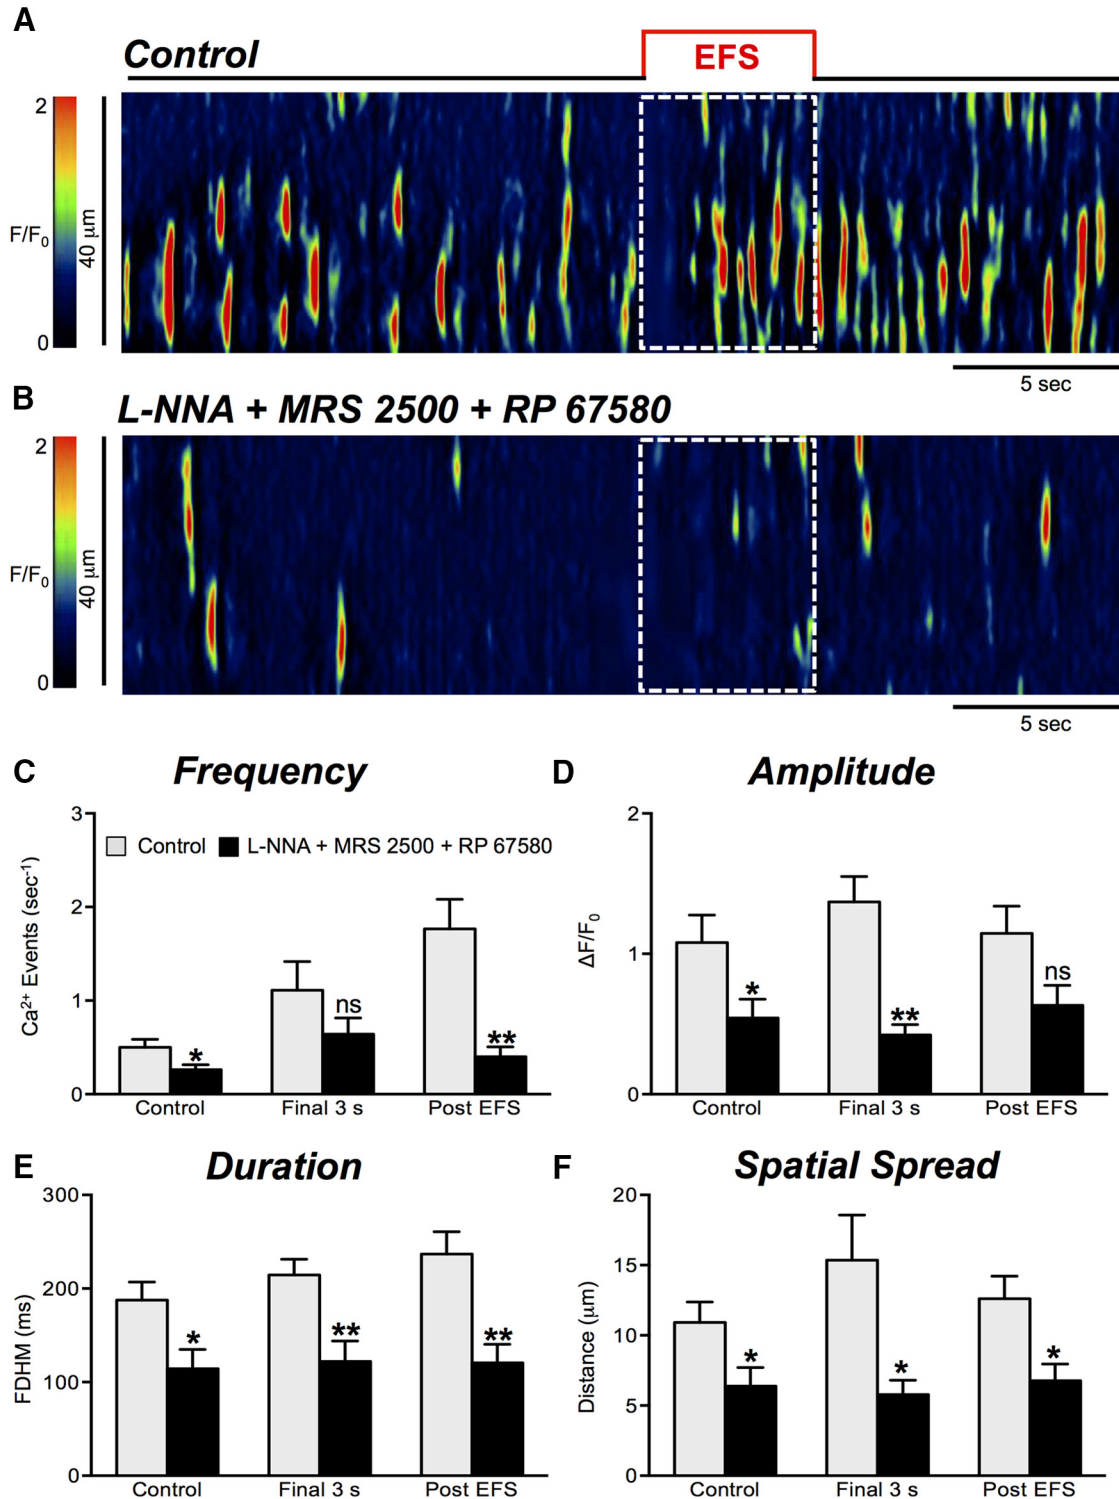 A
Control
EFS
2
F/F0
0
40 µm
5 sec
B
L-NNA + MRS 2500 + RP 67580
2
F/F0
0
40 µm
5 sec
C
Frequency
3
2
1
0
Ca2+ Events (sec-1)
Control
L-NNA + MRS 2500 + RP 67580
*
ns
**
Control
Final 3 s
Post EFS
D
Amplitude
2
1
0
ΔF/F0
*
**
ns
Control
Final 3 s
Post EFS
E
Duration
300
200
100
0
FDHM (ms)
*
**
**
Control
Final 3 s
Post EFS
F
Spatial Spread
20
15
10
5
0
Distance (µm)
*
*
*
Control
Final 3 s
Post EFS